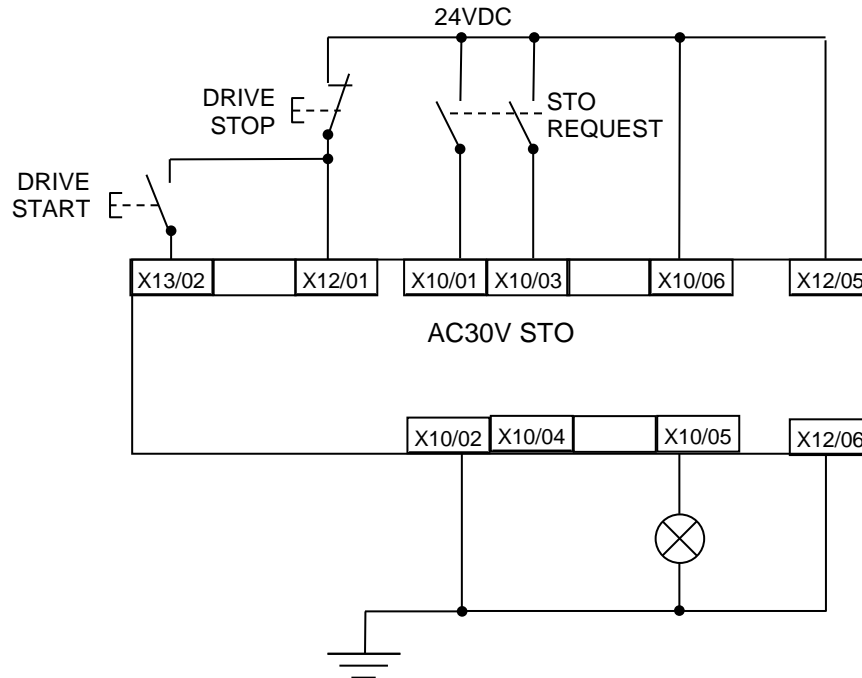 24VDC
DRIVE
STOP
STO
REQUEST
DRIVE
START
X13/02
X12/01
X10/01
X10/03
X10/06
X12/05
AC30V STO
X10/02
X10/04
X10/05
X12/06